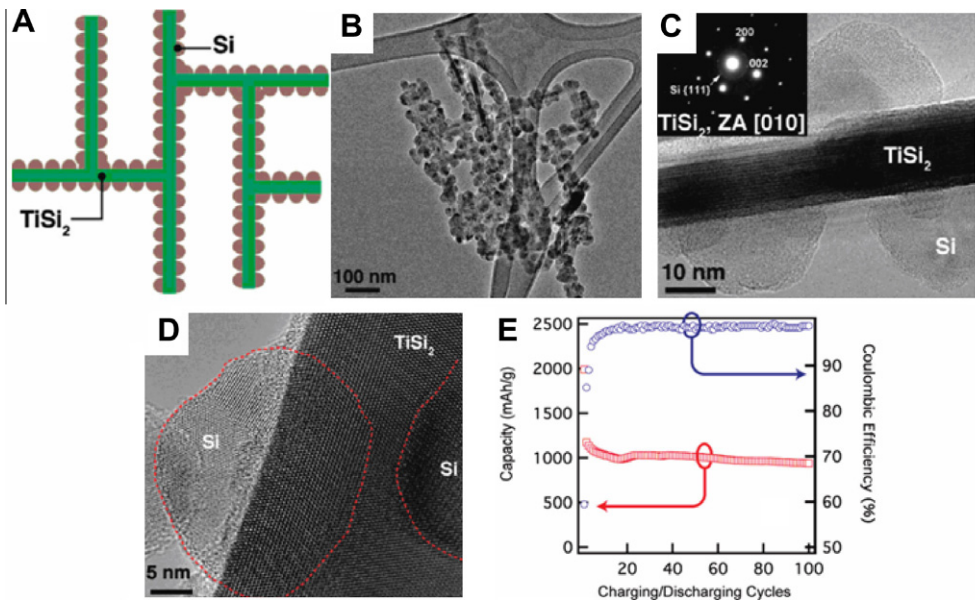 A
Si
TiSi2
B
100 nm
C
200
002
Si (111)
TiSi2, ZA [010]
TiSi2
Si
10 nm
D
TiSi2
Si
Si
5 nm
E
Capacity (mAh/g)
2500
2000
1500
1000
500
0
20
40
60
80
100
Charging/Discharging Cycles
90
80
70
60
50
Coulombic Efficiency (%)